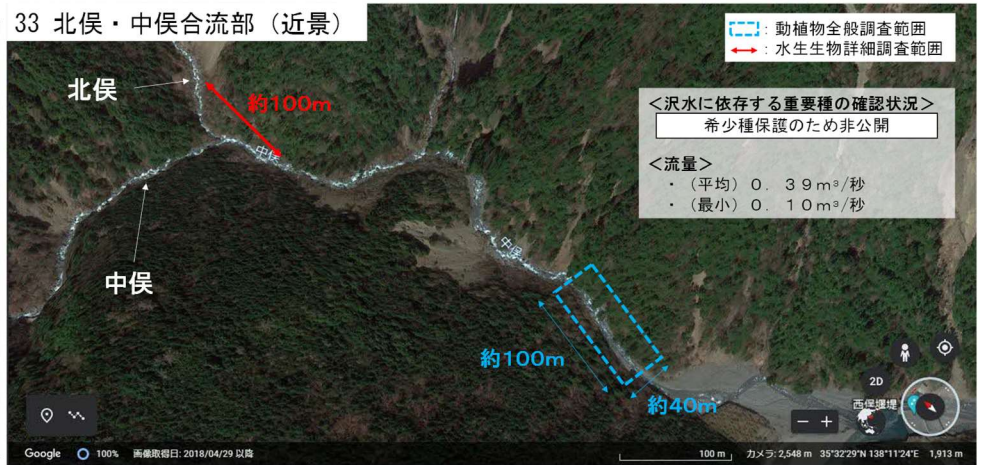 33 北俣・中俣合流部（近景）
：動植物全般調査範囲
：水生生物詳細調査範囲
北俣
約100m
中俣
＜沢水に依存する重要種の確認状況＞
希少種保護のため非公開
＜流量＞
・（平均）０．３９m³/秒
・（最小）０．１０m³/秒
中俣
中俣
約100m
約40m
2D
西俣堰堤
Google 100% 画像取得日: 2018/04/29 以降
100 m カメラ: 2,548 m 35°32'29"N 138°11'24"E 1,913 m